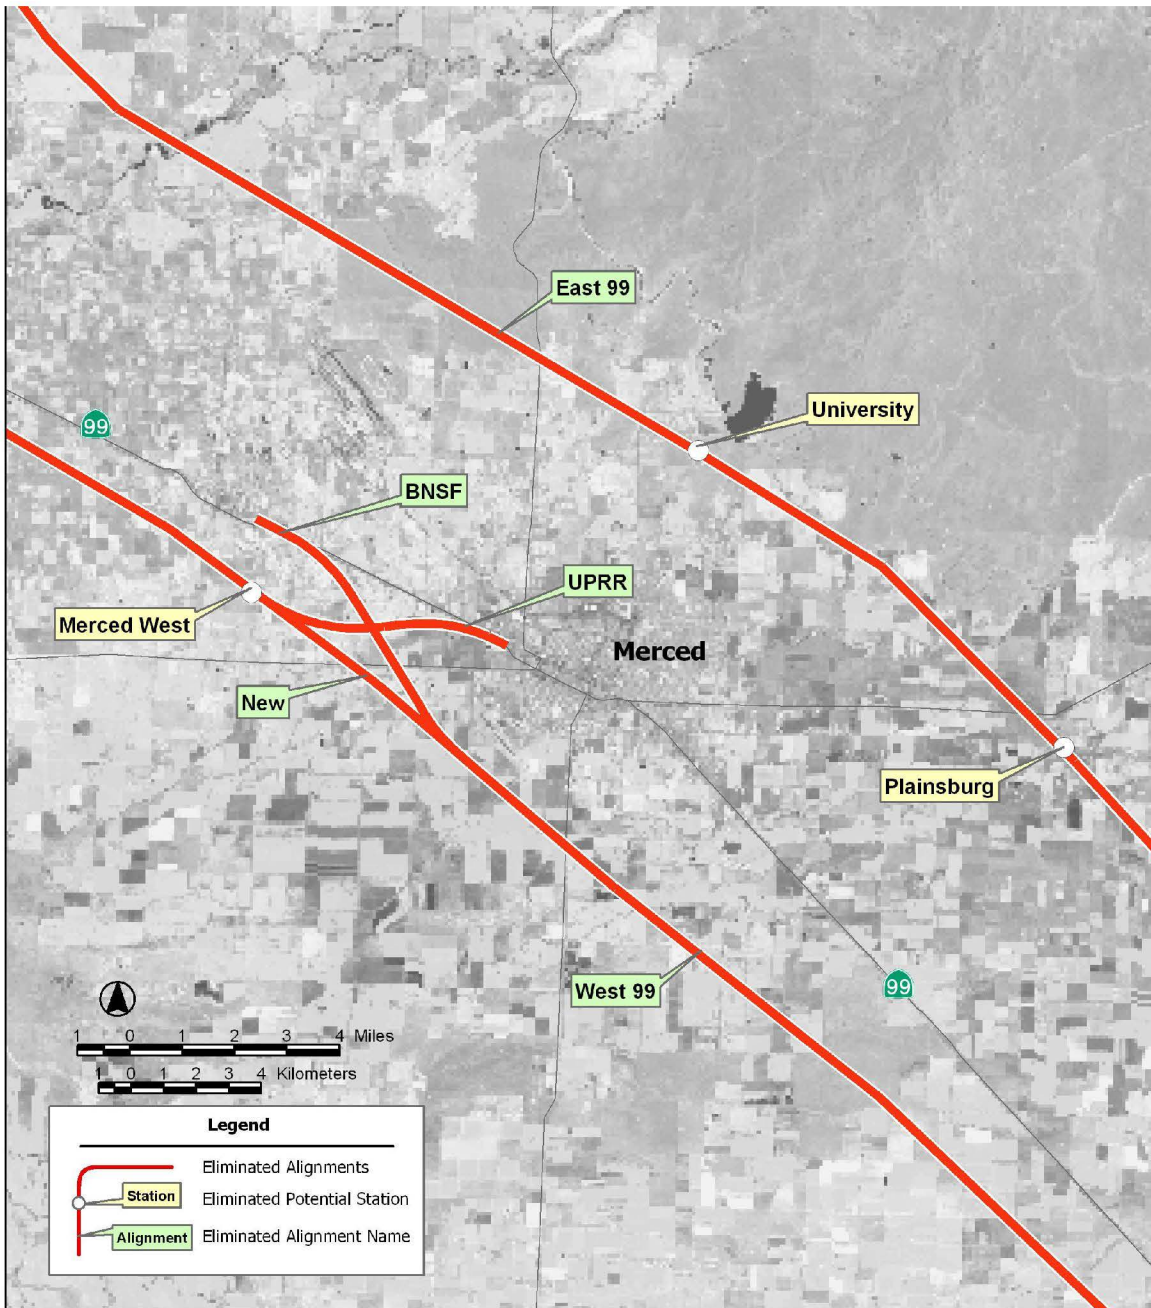 East 99
University
99
BNSF
UPRR
Merced West
Merced
New
Plainsburg
West 99
99
1 0 1 2 3 4 Miles
1 0 1 2 3 4 Kilometers
Legend
Eliminated Alignments
Station Eliminated Potential Station
Alignment Eliminated Alignment Name